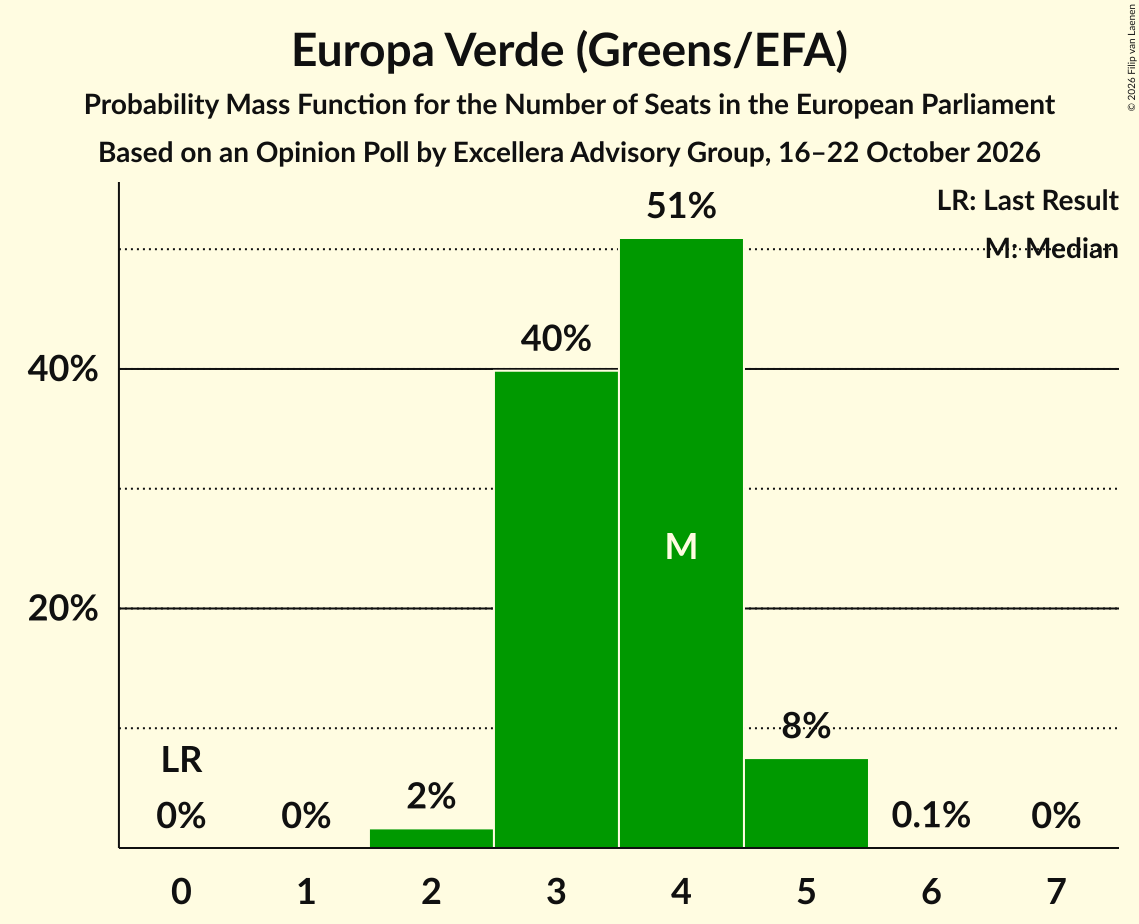 Europa Verde (Greens/EFA)
Probability Mass Function for the Number of Seats in the European Parliament
Based on an Opinion Poll by Excellera Advisory Group, 16–22 October 2026
© 2026 Filip van Laenen
LR: Last Result
M: Median
51%
40%
40%
M
20%
8%
LR
2%
0%
0%
0.1%
0%
0
1
2
3
4
5
6
7